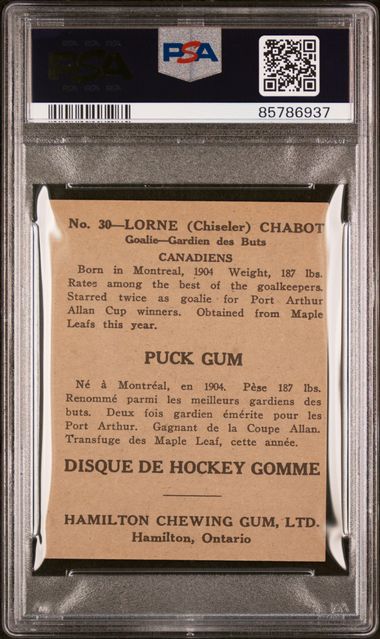 PSA
PSA
85786937
No. 30—LORNE (Chiseler) CHABOT
Goalie—Gardien des Buts
CANADIENS
Born in Montreal, 1904 Weight, 187 lbs.
Rates among the best of the goalkeepers.
Starred twice as goalie for Port Arthur
Allan Cup winners. Obtained from Maple
Leafs this year.
PUCK GUM
Né à Montréal, en 1904. Pèse 187 lbs.
Renommé parmi les meilleurs gardiens des
buts. Deux fois gardien émérite pour les
Port Arthur. Gagnant de la Coupe Allan.
Transfuge des Maple Leaf, cette année.
DISQUE DE HOCKEY GOMME
HAMILTON CHEWING GUM, LTD.
Hamilton, Ontario